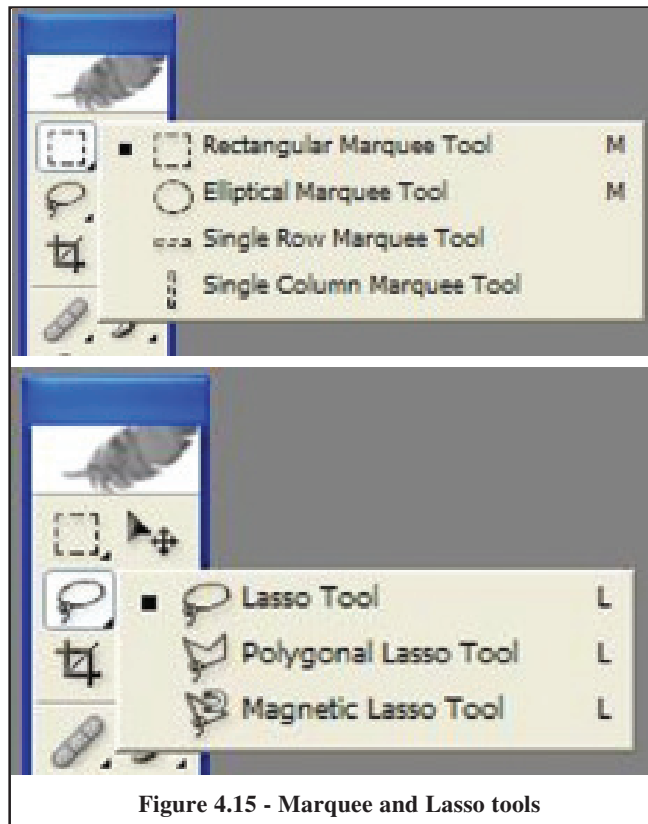 Rectangular Marquee Tool M
Elliptical Marquee Tool M
Single Row Marquee Tool
Single Column Marquee Tool
Lasso Tool L
Polygonal Lasso Tool L
Magnetic Lasso Tool L
Figure 4.15 - Marquee and Lasso tools